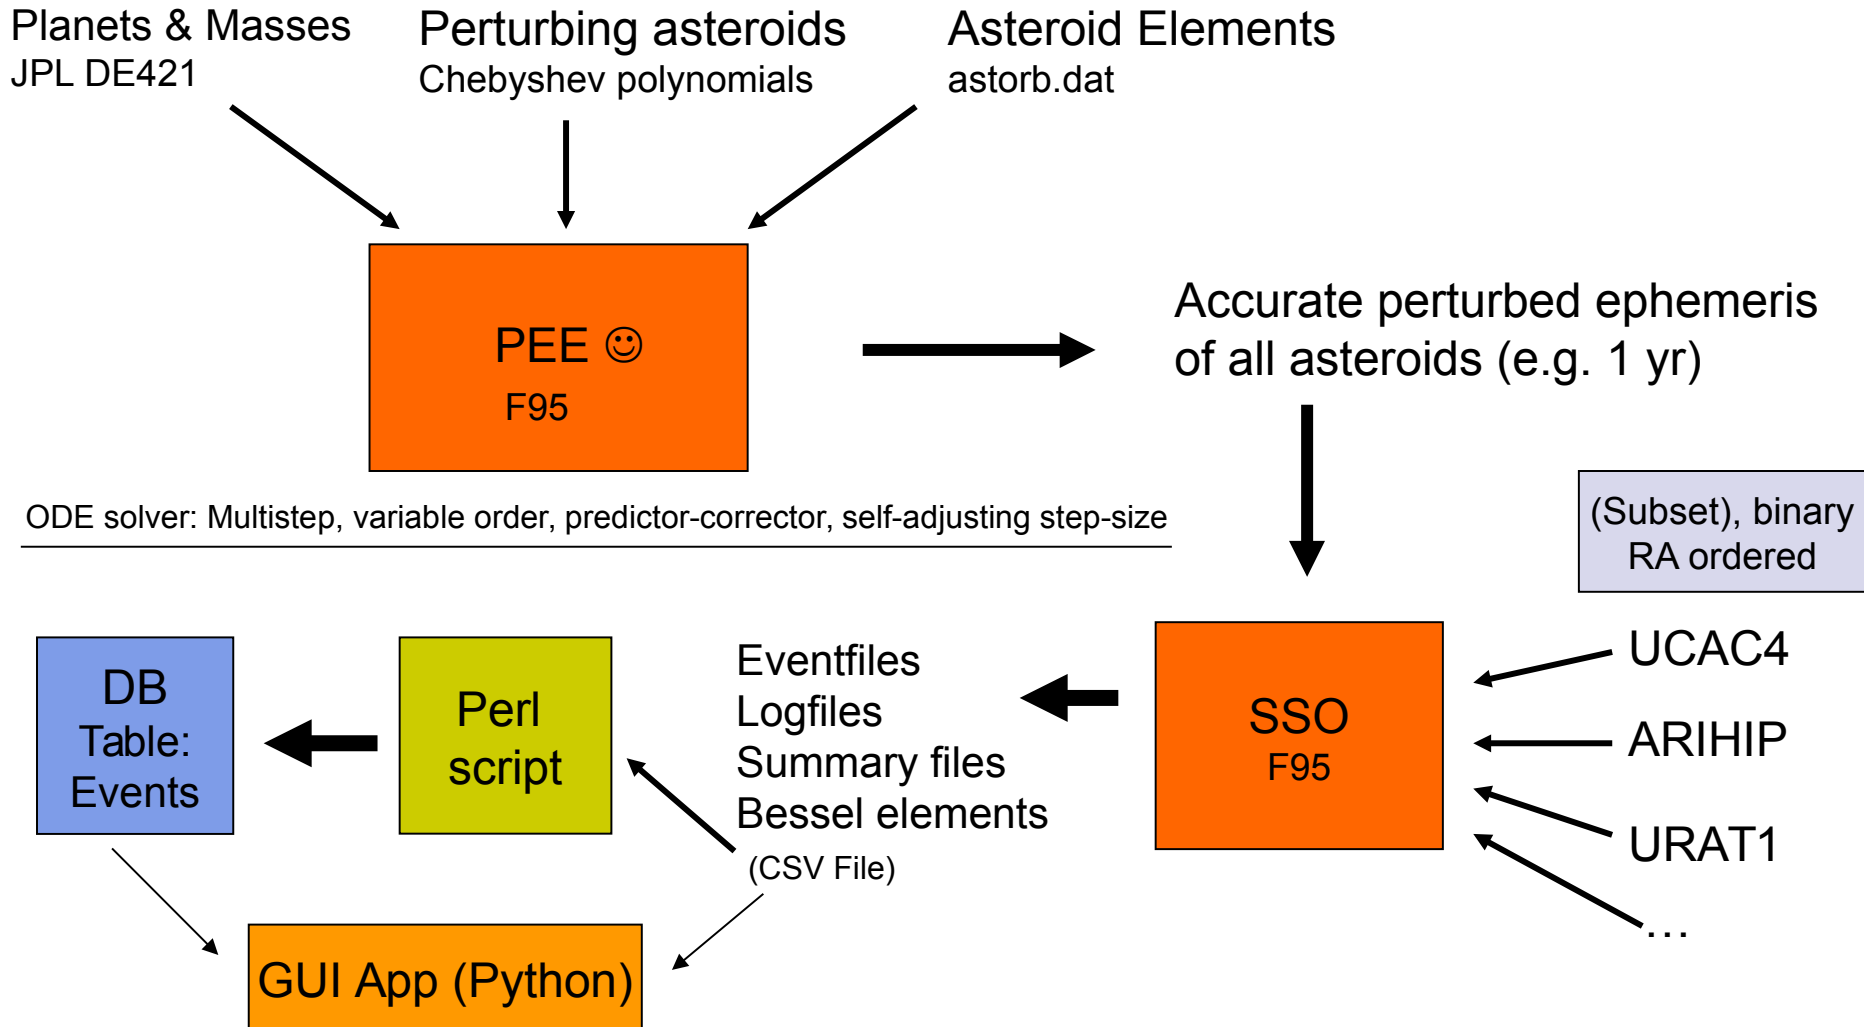 Planets & Masses
JPL DE421
Perturbing asteroids
Chebyshev polynomials
Asteroid Elements
astorb.dat
PEE ☺
F95
Accurate perturbed ephemeris
of all asteroids (e.g. 1 yr)
ODE solver: Multistep, variable order, predictor-corrector, self-adjusting step-size
(Subset), binary
RA ordered
UCAC4
ARIHIP
URAT1
…
SSO
F95
Eventfiles
Logfiles
Summary files
Bessel elements
(CSV File)
Perl
script
DB
Table:
Events
GUI App (Python)